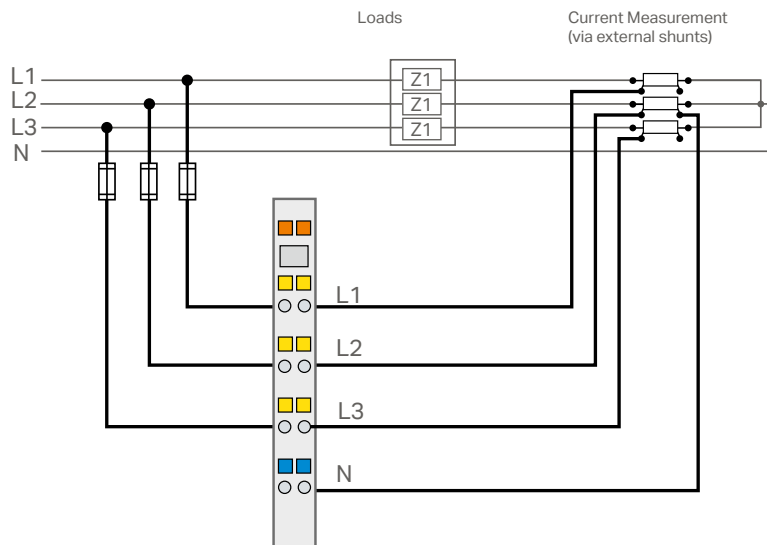 Loads
Current Measurement
(via external shunts)
L1
L2
L3
N
Z1
Z1
Z1
L1
L2
L3
N